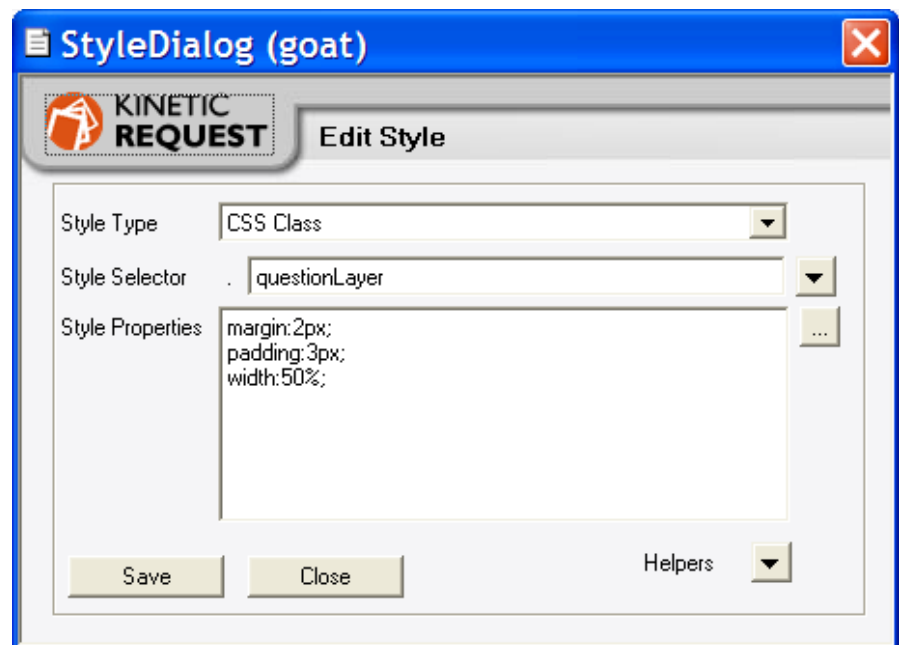 StyleDialog (goat)
KINETIC
REQUEST
Edit Style
Style Type CSS Class
Style Selector . questionLayer
Style Properties margin:2px; ...
padding:3px;
width:50%;
Save Close Helpers